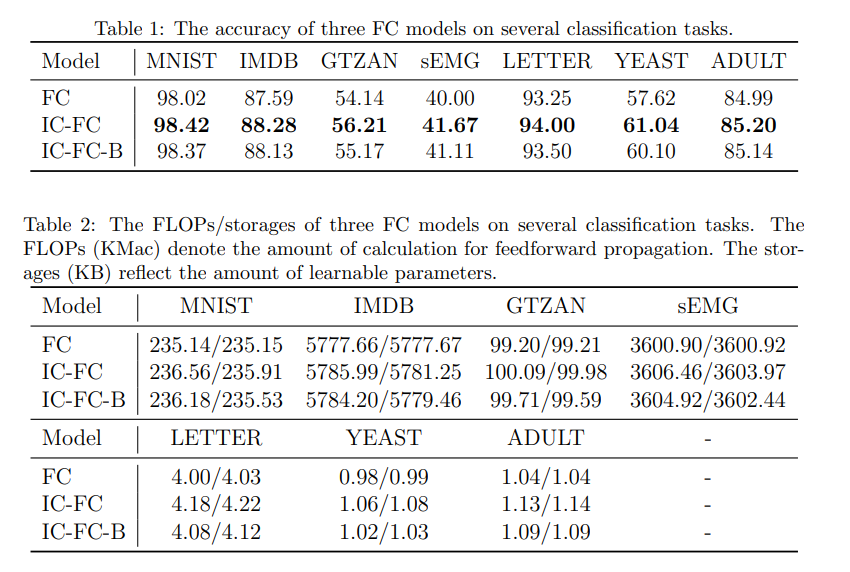 Table 1: The accuracy of three FC models on several classification tasks.
Model MNIST IMDB GTZAN sEMG LETTER YEAST ADULT
FC 98.02 87.59 54.14 40.00 93.25 57.62 84.99
IC-FC 98.42 88.28 56.21 41.67 94.00 61.04 85.20
IC-FC-B 98.37 88.13 55.17 41.11 93.50 60.10 85.14
Table 2: The FLOPs/storages of three FC models on several classification tasks. The
FLOPs (KMac) denote the amount of calculation for feedforward propagation. The stor-
ages (KB) reflect the amount of learnable parameters.
Model MNIST IMDB GTZAN sEMG
FC 235.14/235.15 5777.66/5777.67 99.20/99.21 3600.90/3600.92
IC-FC 236.56/235.91 5785.99/5781.25 100.09/99.98 3606.46/3603.97
IC-FC-B 236.18/235.53 5784.20/5779.46 99.71/99.59 3604.92/3602.44
Model LETTER YEAST ADULT -
FC 4.00/4.03 0.98/0.99 1.04/1.04 -
IC-FC 4.18/4.22 1.06/1.08 1.13/1.14 -
IC-FC-B 4.08/4.12 1.02/1.03 1.09/1.09 -